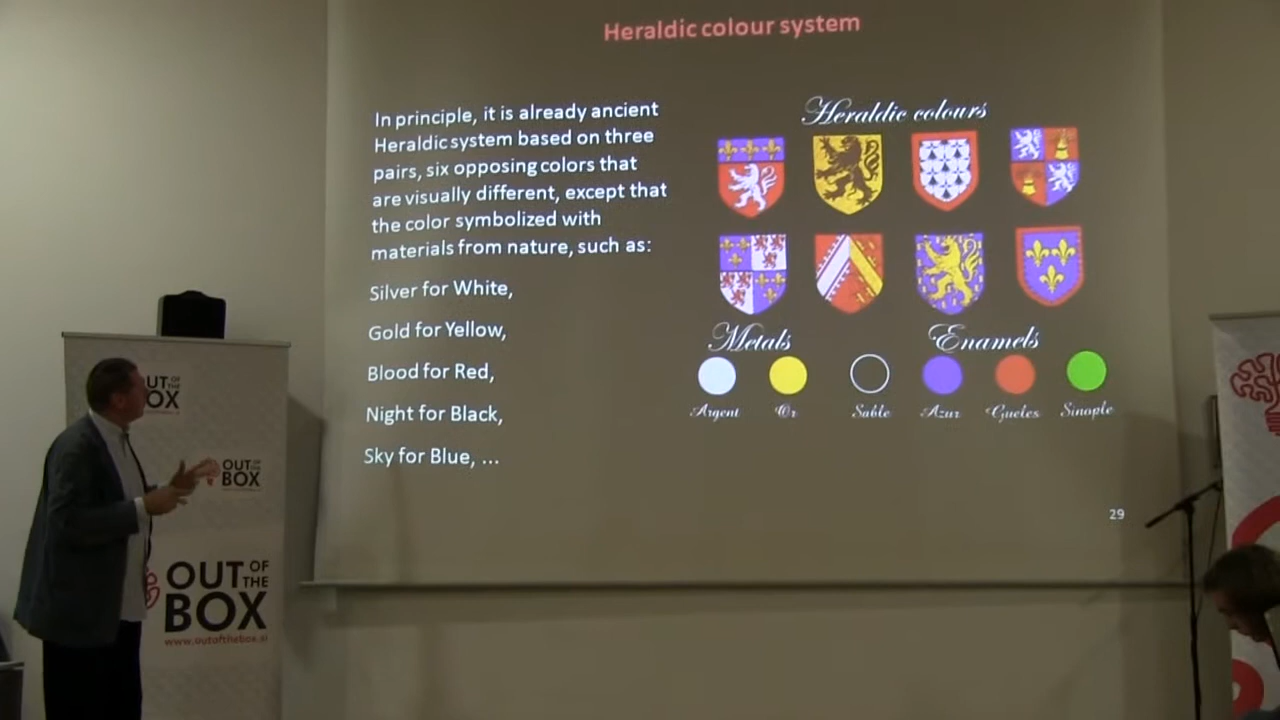 Heraldic colour system
In principle, it is already ancient
Heraldic system based on three
pairs, six opposing colors that
are visually different, except that
the color symbolized with
materials from nature, such as:
Silver for White,
Gold for Yellow,
Blood for Red,
Night for Black,
Sky for Blue, ...
Heraldic colours
Metals
Enamels
Argent
Or
Sable
Azur
Gueles
Sinople
29
UT OF THE
OX
OUT OF THE
BOX
OUT OF THE
BOX
www.outofthebox.si